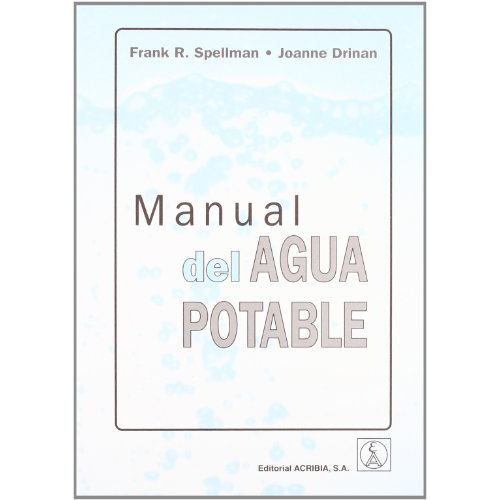 Frank R. Spellman • Joanne Drinan
Manual
del AGUA
POTABLE
Editorial ACRIBIA, S.A.